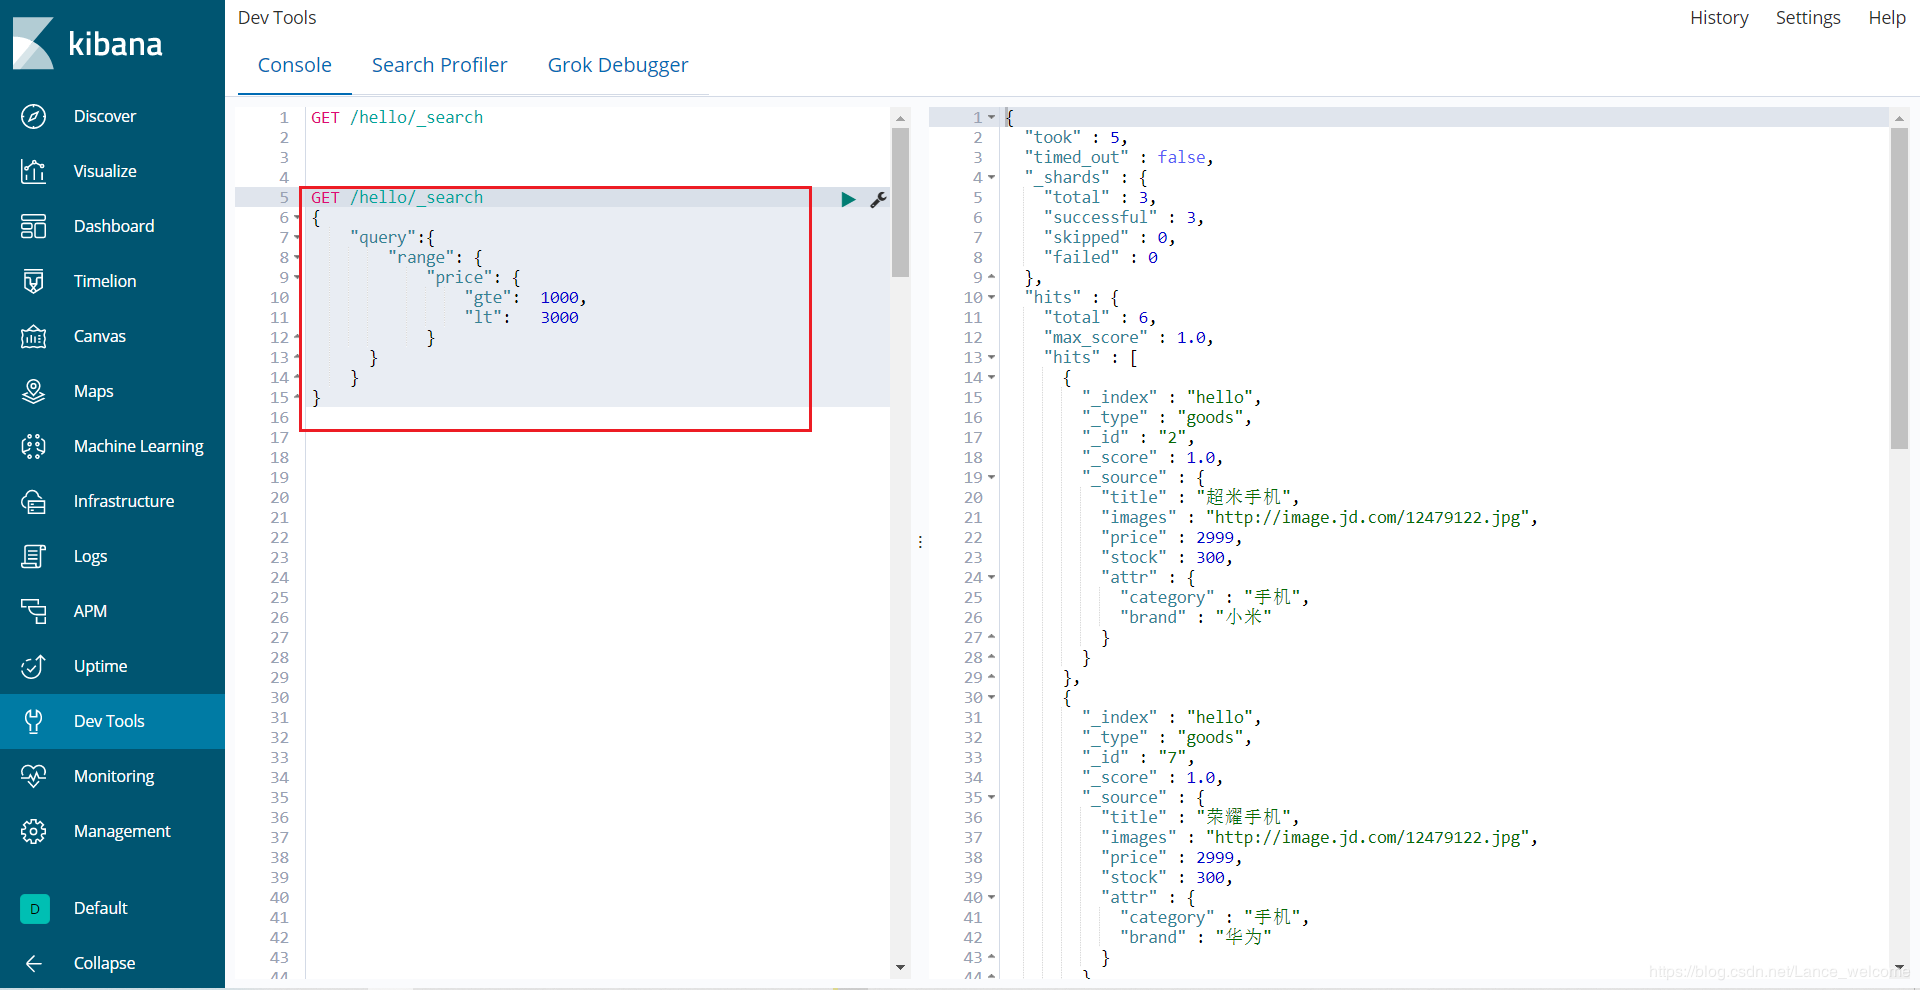 kibana
Discover
Visualize
Dashboard
Timelion
Canvas
Maps
Machine Learning
Infrastructure
Logs
APM
Uptime
Dev Tools
Monitoring
Management
D Default
Collapse
Dev Tools
History Settings Help
Console Search Profiler Grok Debugger
1 GET /hello/_search
2
3
4
5 GET /hello/_search
6 {
7 "query":{
8 "range": {
9 "price": {
10 "gte": 1000,
11 "lt": 3000
12 }
13 }
14 }
15 }
16
17
18
19
20
21
22
23
24
25
26
27
28
29
30
31
32
33
34
35
36
37
38
39
40
41
42
43
44
1 {
2 "took" : 5,
3 "timed_out" : false,
4 "_shards" : {
5 "total" : 3,
6 "successful" : 3,
7 "skipped" : 0,
8 "failed" : 0
9 },
10 "hits" : {
11 "total" : 6,
12 "max_score" : 1.0,
13 "hits" : [
14 {
15 "_index" : "hello",
16 "_type" : "goods",
17 "_id" : "2",
18 "_score" : 1.0,
19 "_source" : {
20 "title" : "超米手机",
21 "images" : "http://image.jd.com/12479122.jpg",
22 "price" : 2999,
23 "stock" : 300,
24 "attr" : {
25 "category" : "手机",
26 "brand" : "小米"
27 }
28 }
29 },
30 {
31 "_index" : "hello",
32 "_type" : "goods",
33 "_id" : "7",
34 "_score" : 1.0,
35 "_source" : {
36 "title" : "荣耀手机",
37 "images" : "http://image.jd.com/12479122.jpg",
38 "price" : 2999,
39 "stock" : 300,
40 "attr" : {
41 "category" : "手机",
42 "brand" : "华为"
43 }
44 }
https://blog.csdn.net/Lance_welcome